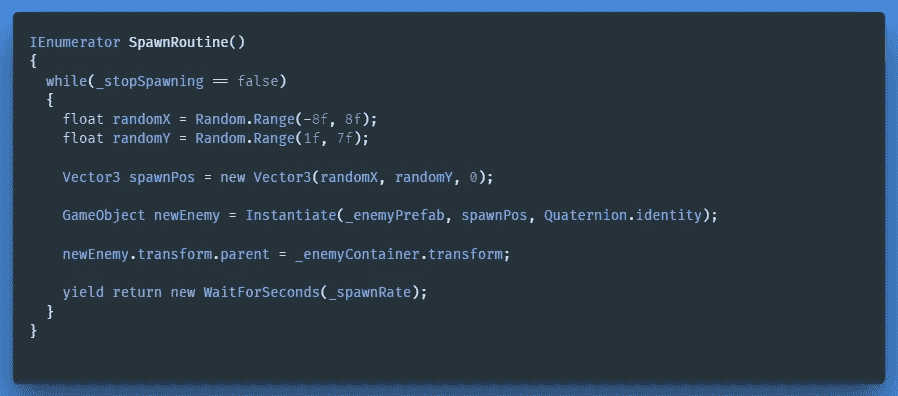 IEnumerator SpawnRoutine()
{
  while(_stopSpawning == false)
  {
    float randomX = Random.Range(-8f, 8f);
    float randomY = Random.Range(1f, 7f);

    Vector3 spawnPos = new Vector3(randomX, randomY, 0);

    GameObject newEnemy = Instantiate(_enemyPrefab, spawnPos, Quaternion.identity);

    newEnemy.transform.parent = _enemyContainer.transform;

    yield return new WaitForSeconds(_spawnRate);
  }
}